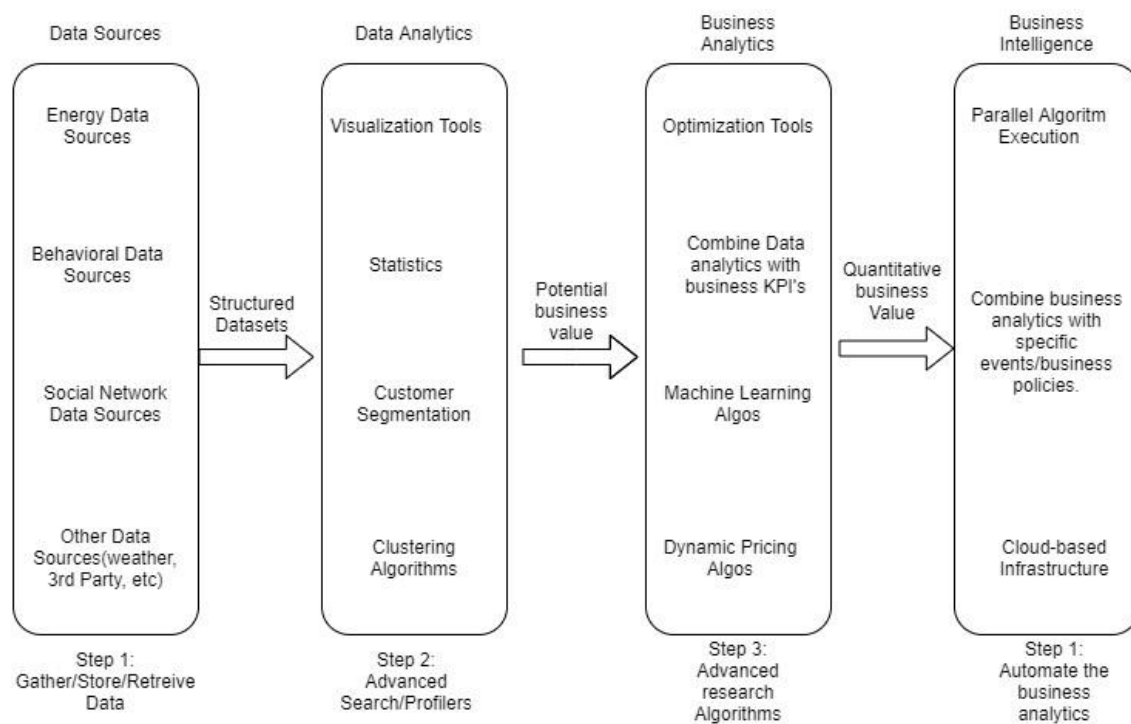 Data Sources
Energy Data
Sources
Behavioral Data
Sources
Social Network
Data Sources
Other Data
Sources(weather,
3rd Party, etc)
Step 1:
Gather/Store/Retreive
Data
Structured
Datasets
Data Analytics
Visualization Tools
Statistics
Customer
Segmentation
Clustering
Algorithms
Step 2:
Advanced
Search/Profilers
Potential
business
value
Business
Analytics
Optimization Tools
Combine Data
analytics with
business KPI's
Machine Learning
Algos
Dynamic Pricing
Algos
Step 3:
Advanced
research
Algorithms
Quantitative
business
Value
Business
Intelligence
Parallel Algoritm
Execution
Combine business
analytics with
specific
events/business
policies.
Cloud-based
Infrastructure
Step 1:
Automate the
business
analytics